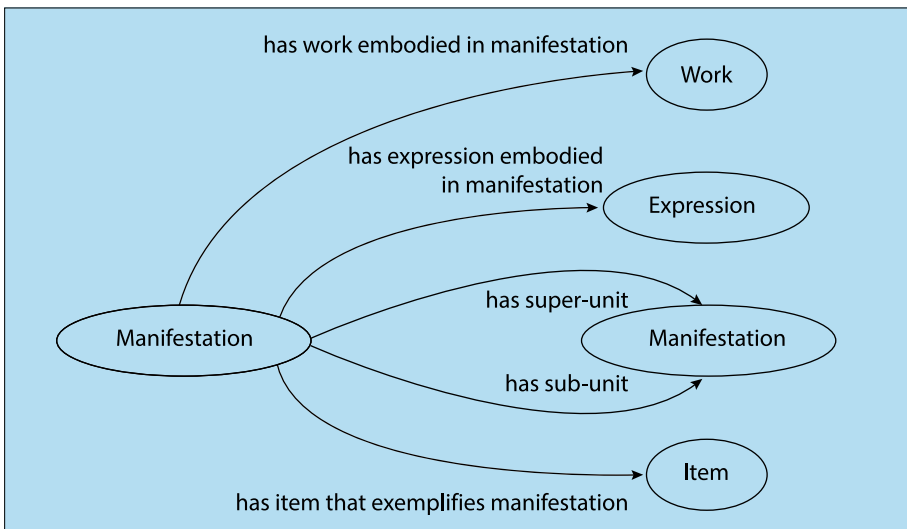 has work embodied in manifestation
Work
has expression embodied
in manifestation
Expression
has super-unit
Manifestation
Manifestation
has sub-unit
Item
has item that exemplifies manifestation